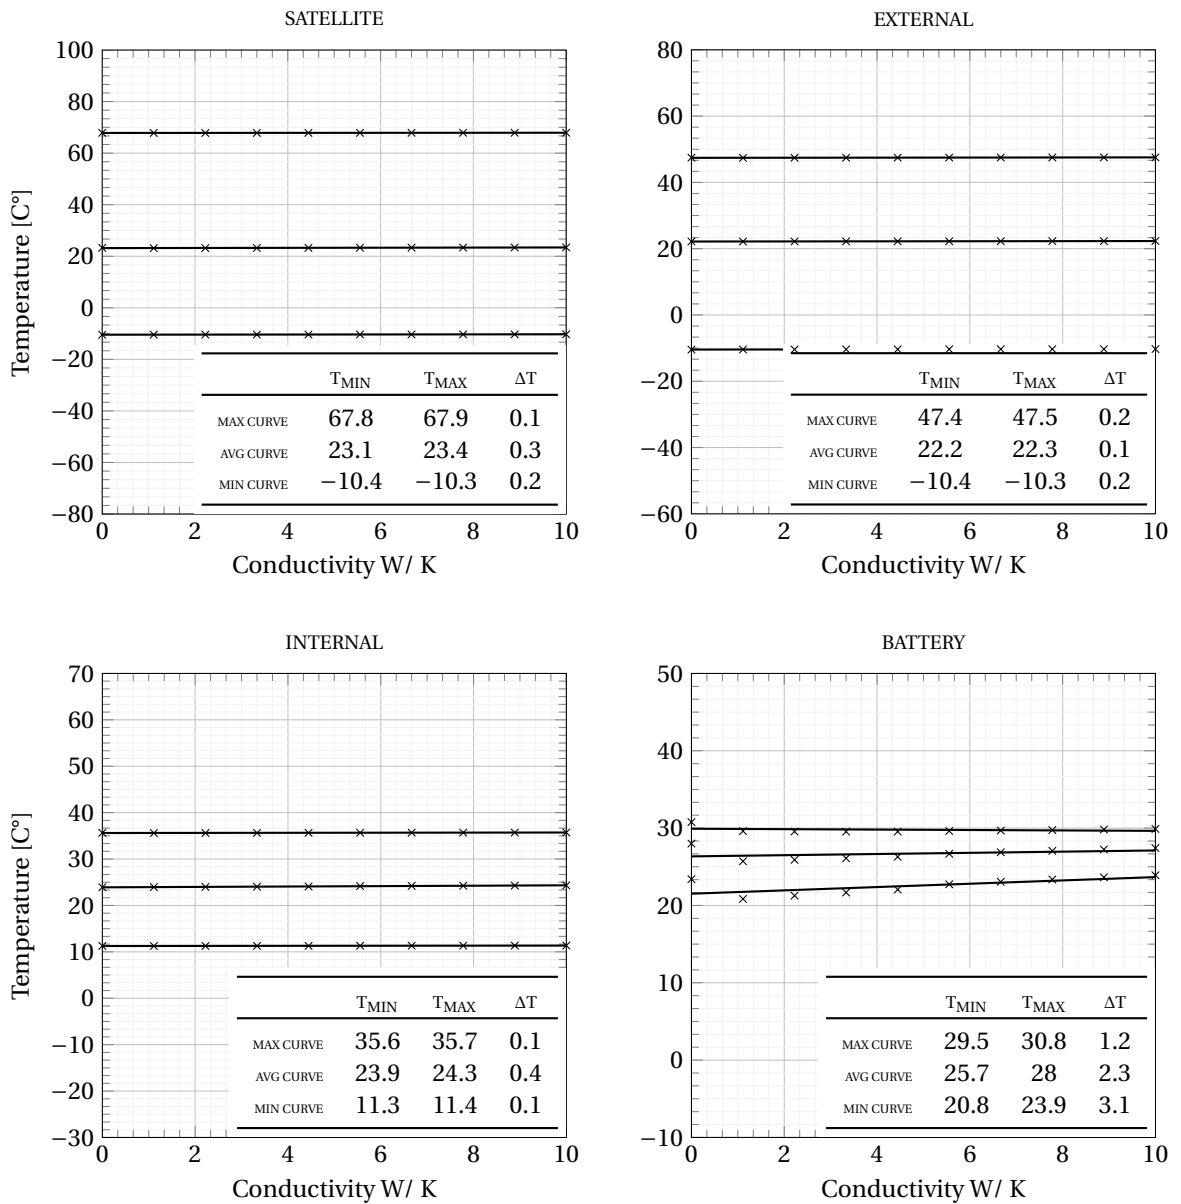 SATELLITE
100
80
60
40
20
0
−20
−40
−60
−80
Temperature [C°]
T MIN T MAX ΔT
MAX CURVE 67.8 67.9 0.1
AVG CURVE 23.1 23.4 0.3
MIN CURVE −10.4 −10.3 0.2
0 2 4 6 8 10
Conductivity W/ K
EXTERNAL
80
60
40
20
0
−20
−40
−60
T MIN T MAX ΔT
MAX CURVE 47.4 47.5 0.2
AVG CURVE 22.2 22.3 0.1
MIN CURVE −10.4 −10.3 0.2
0 2 4 6 8 10
Conductivity W/ K
INTERNAL
70
60
50
40
30
20
10
0
−10
−20
−30
Temperature [C°]
T MIN T MAX ΔT
MAX CURVE 35.6 35.7 0.1
AVG CURVE 23.9 24.3 0.4
MIN CURVE 11.3 11.4 0.1
0 2 4 6 8 10
Conductivity W/ K
BATTERY
50
40
30
20
10
0
−10
T MIN T MAX ΔT
MAX CURVE 29.5 30.8 1.2
AVG CURVE 25.7 28 2.3
MIN CURVE 20.8 23.9 3.1
0 2 4 6 8 10
Conductivity W/ K